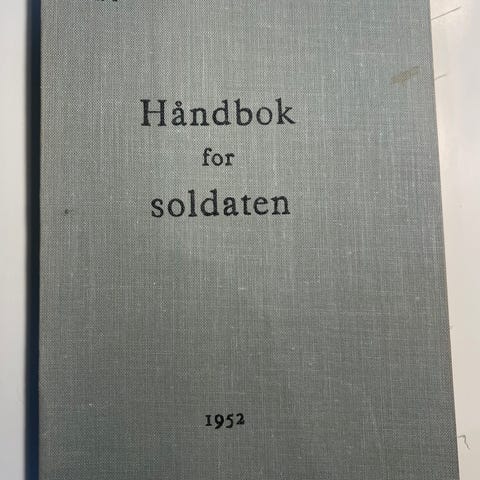 Håndbok
for
soldaten
1952